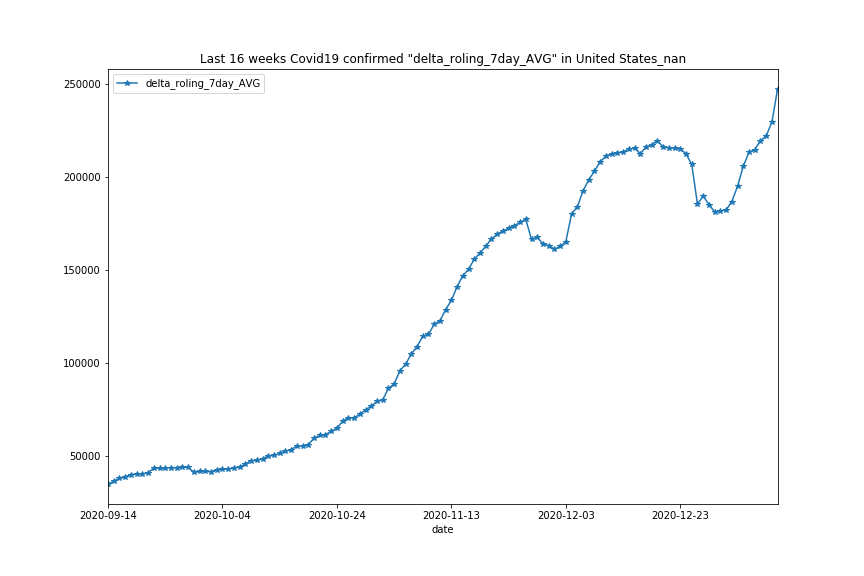 Last 16 weeks Covid19 confirmed "delta_roling_7day_AVG" in United States_nan
delta_roling_7day_AVG
250000
200000
150000
100000
50000
2020-09-14 2020-10-04 2020-10-24 2020-11-13 2020-12-03 2020-12-23
date